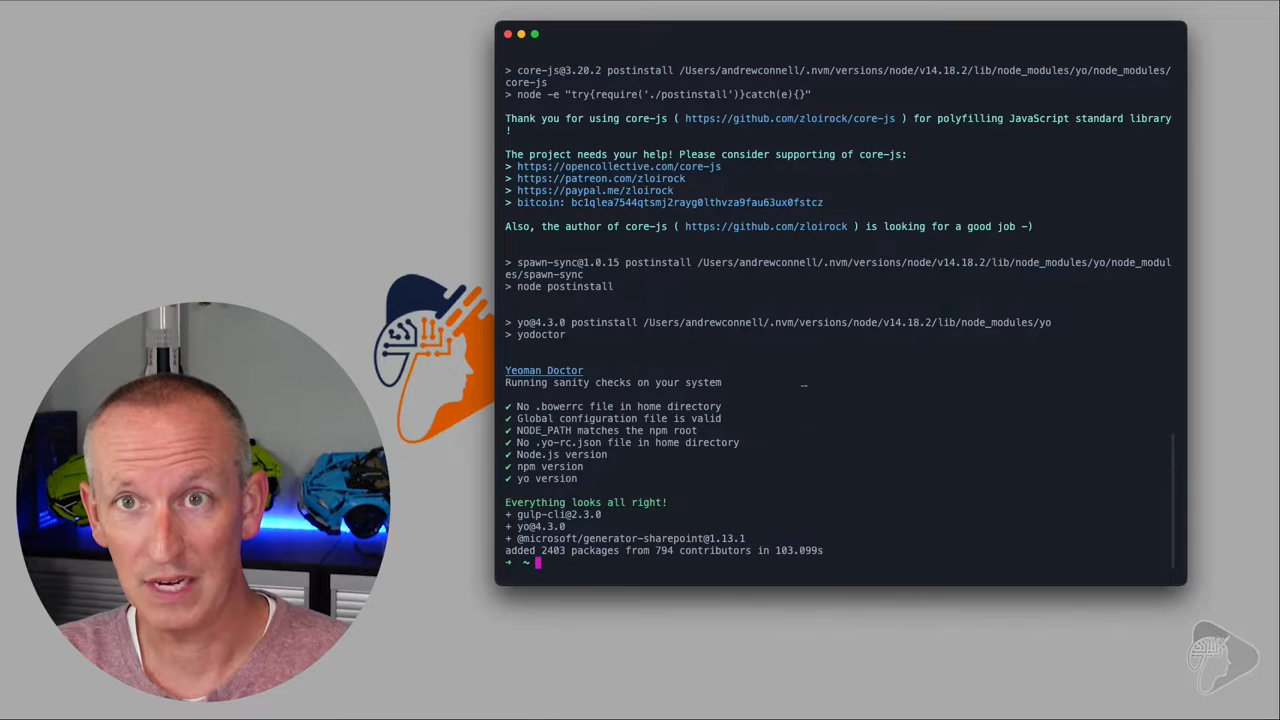 > core-js@3.20.2 postinstall /Users/andrewconnell/.nvm/versions/node/v14.18.2/lib/node_modules/yo/node_modules/
core-js
> node -e "try{require('./postinstall')}catch(e){}"
Thank you for using core-js ( https://github.com/zloirock/core-js ) for polyfilling JavaScript standard library
!
The project needs your help! Please consider supporting of core-js:
> https://opencollective.com/core-js
> https://patreon.com/zloirock
> https://paypal.me/zloirock
> bitcoin: bc1qlea7544qtsmj2rayg0lthvza9fau63ux0fstcz
Also, the author of core-js ( https://github.com/zloirock ) is looking for a good job -)
> spawn-sync@1.0.15 postinstall /Users/andrewconnell/.nvm/versions/node/v14.18.2/lib/node_modules/yo/node_modul
es/spawn-sync
> node postinstall
> yo@4.3.0 postinstall /Users/andrewconnell/.nvm/versions/node/v14.18.2/lib/node_modules/yo
> yodoctor
Yeoman Doctor
Running sanity checks on your system
✔ No .bowerrc file in home directory
✔ Global configuration file is valid
✔ NODE_PATH matches the npm root
✔ No .yo-rc.json file in home directory
✔ Node.js version
✔ npm version
✔ yo version
Everything looks all right!
+ gulp-cli@2.3.0
+ yo@4.3.0
+ @microsoft/generator-sharepoint@1.13.1
added 2403 packages from 794 contributors in 103.099s
➜ ~